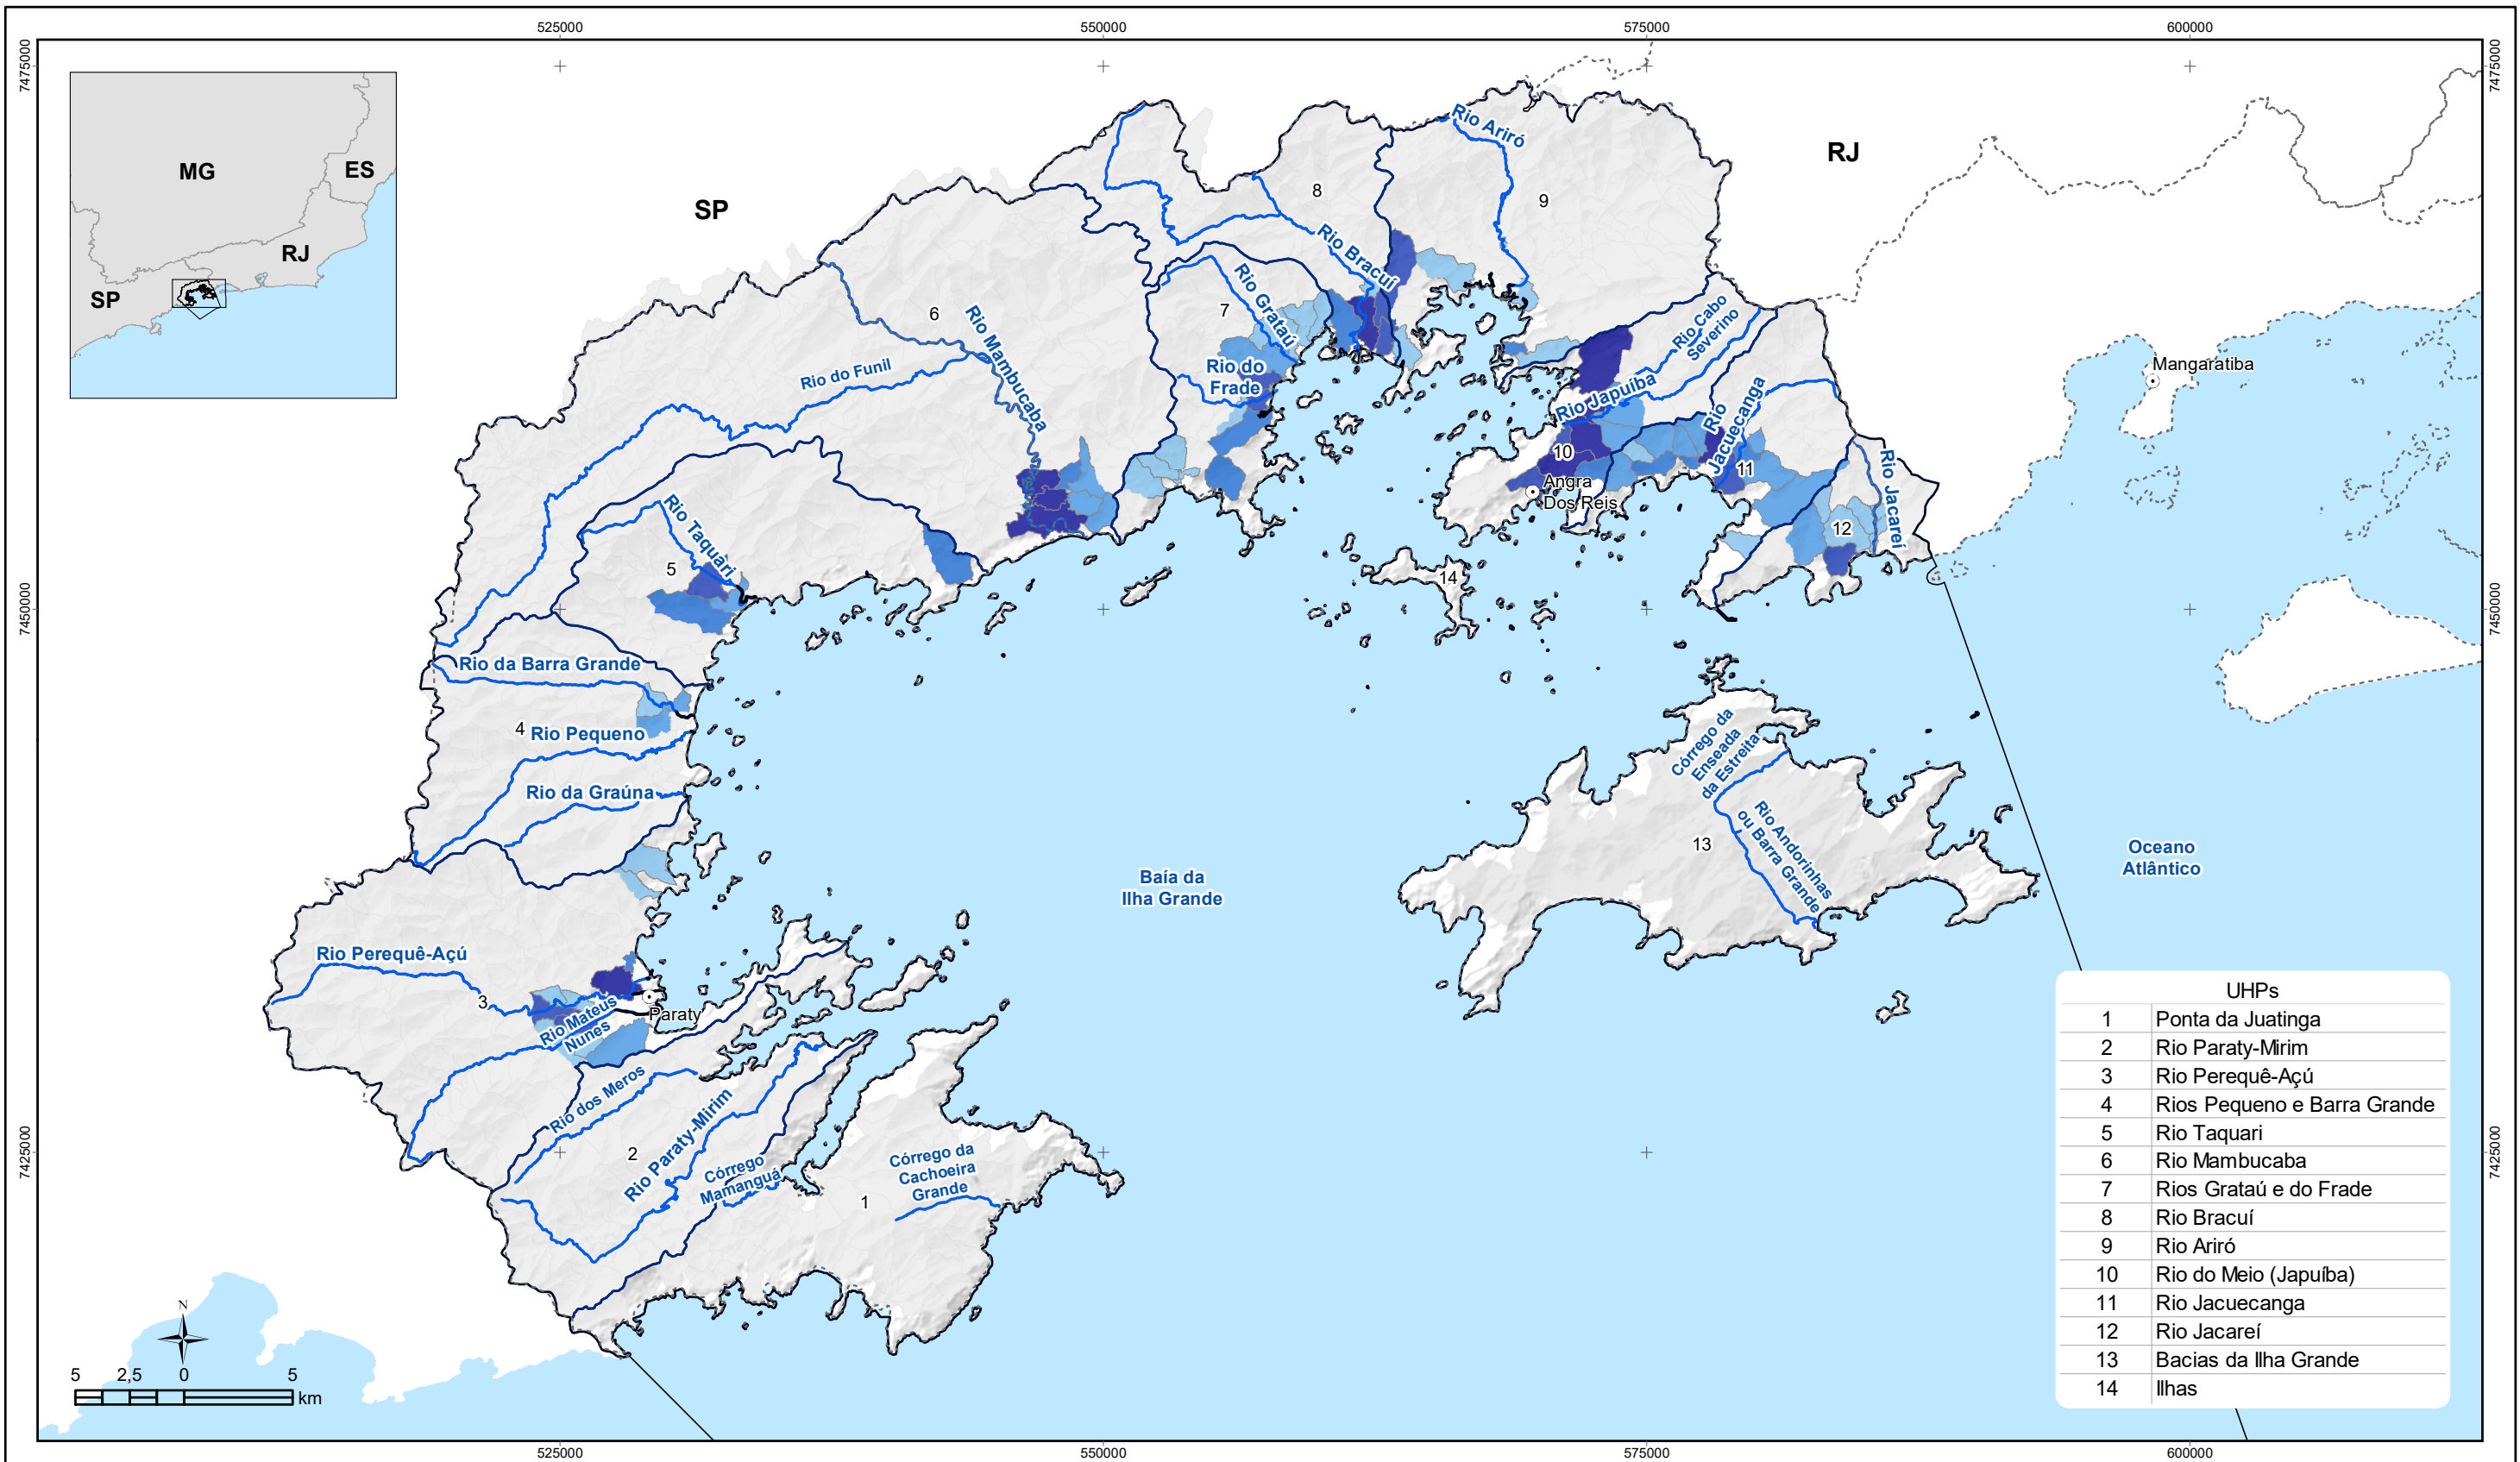 525000
550000
575000
600000
7475000
7475000
MG
ES
RJ
SP
SP
RJ
Rio Ariró
8
9
Rio Bracuí
6
7
Rio Grataú
Rio Mambucaba
Rio Cabo
Severino
Mangaratiba
Rio do Funil
Rio do
Frade
Rio Japuíba
Rio
Jacuecanga
10
11
Angra
Dos Reis
Rio Jacareí
12
Rio Taquari
5
14
7450000
7450000
Rio da Barra Grande
4
Rio Pequeno
Rio da Graúna
Córrego da
Enseada
da Estreita
Rio Andorinhas
ou Barra Grande
13
Baía da
Ilha Grande
Oceano
Atlântico
Rio Perequê-Açú
3
Rio Mateus
Nunes
Paraty
Rio dos Meros
2
Rio Paraty-Mirim
Córrego
Mamanguá
Córrego da
Cachoeira
Grande
1
7425000
7425000
UHPs
1 Ponta da Juatinga
2 Rio Paraty-Mirim
3 Rio Perequê-Açú
4 Rios Pequeno e Barra Grande
5 Rio Taquari
6 Rio Mambucaba
7 Rios Grataú e do Frade
8 Rio Bracuí
9 Rio Ariró
10 Rio do Meio (Japuíba)
11 Rio Jacuecanga
12 Rio Jacareí
13 Bacias da Ilha Grande
14 Ilhas
N
5 2,5 0 5
km
525000
550000
575000
600000